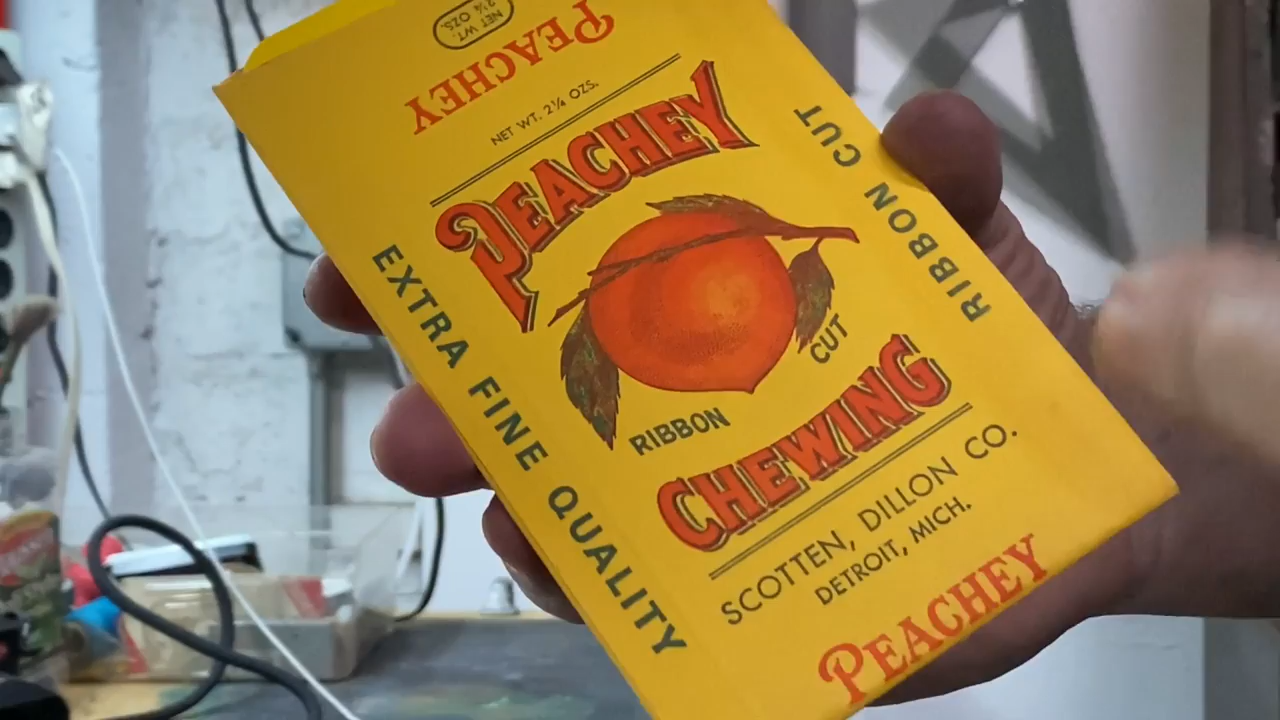 NET WT.
2¼ OZS.
PEACHEY
NET WT. 2¼ OZS.
PEACHEY
RIBBON CUT
EXTRA FINE QUALITY
RIBBON
CUT
CHEWING
SCOTTEN, DILLON CO.
DETROIT, MICH.
PEACHEY